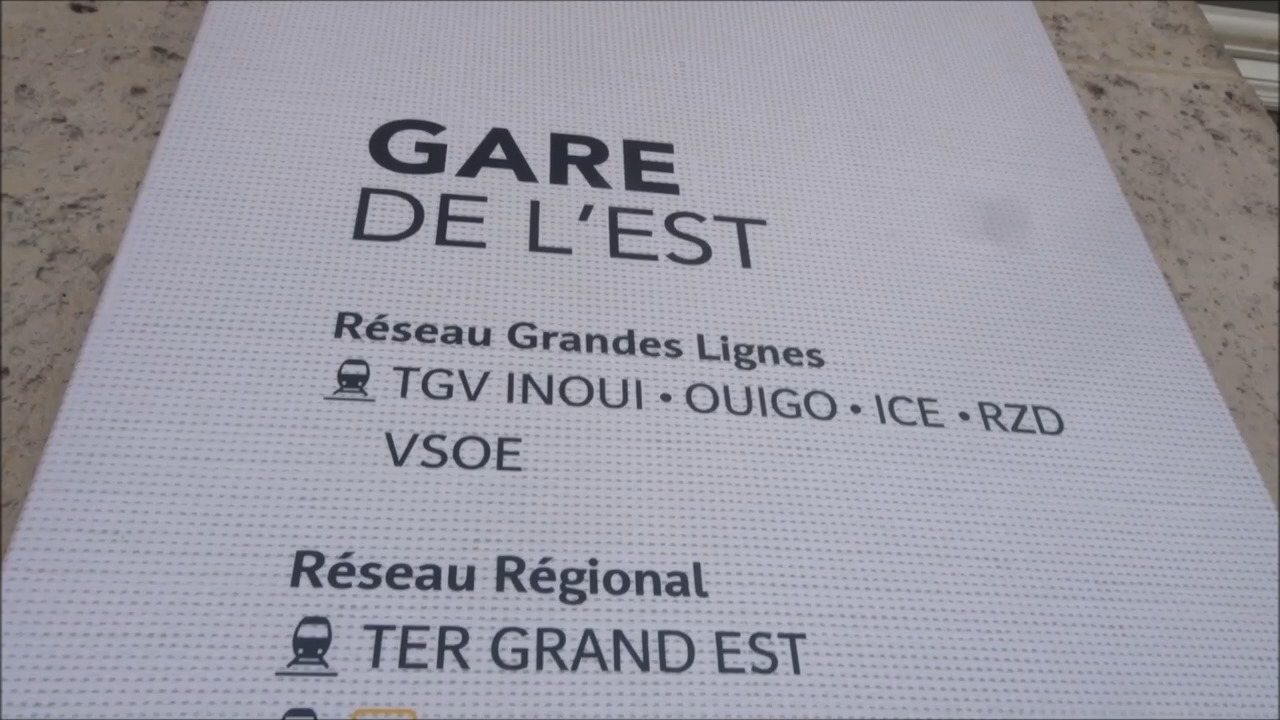 GARE
DE L'EST
Réseau Grandes Lignes
TGV INOUI • OUIGO • ICE • RZD
VSOE
Réseau Régional
TER GRAND EST